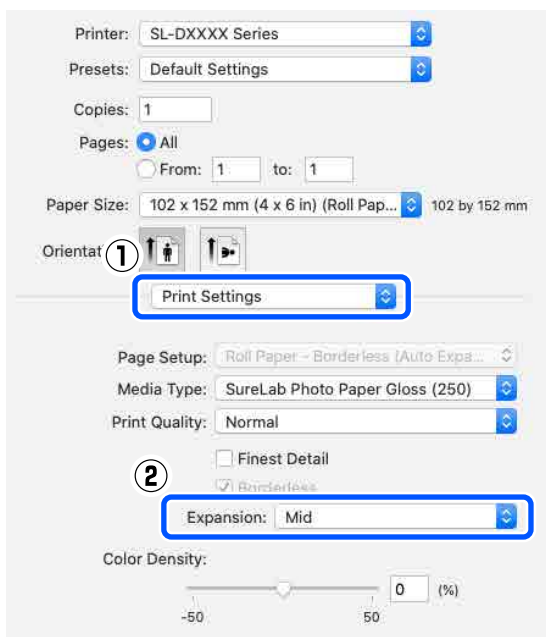 Printer: SL-DXXXX Series
Presets: Default Settings
Copies: 1
Pages: All
From: 1 to: 1
Paper Size: 102 x 152 mm (4 x 6 in) (Roll Pap... 102 by 152 mm
Orientat
①
Print Settings
Page Setup: Roll Paper - Borderless (Auto Expa...
Media Type: SureLab Photo Paper Gloss (250)
Print Quality: Normal
Finest Detail
②
Borderless
Expansion: Mid
Color Density:
0 (%)
-50 50